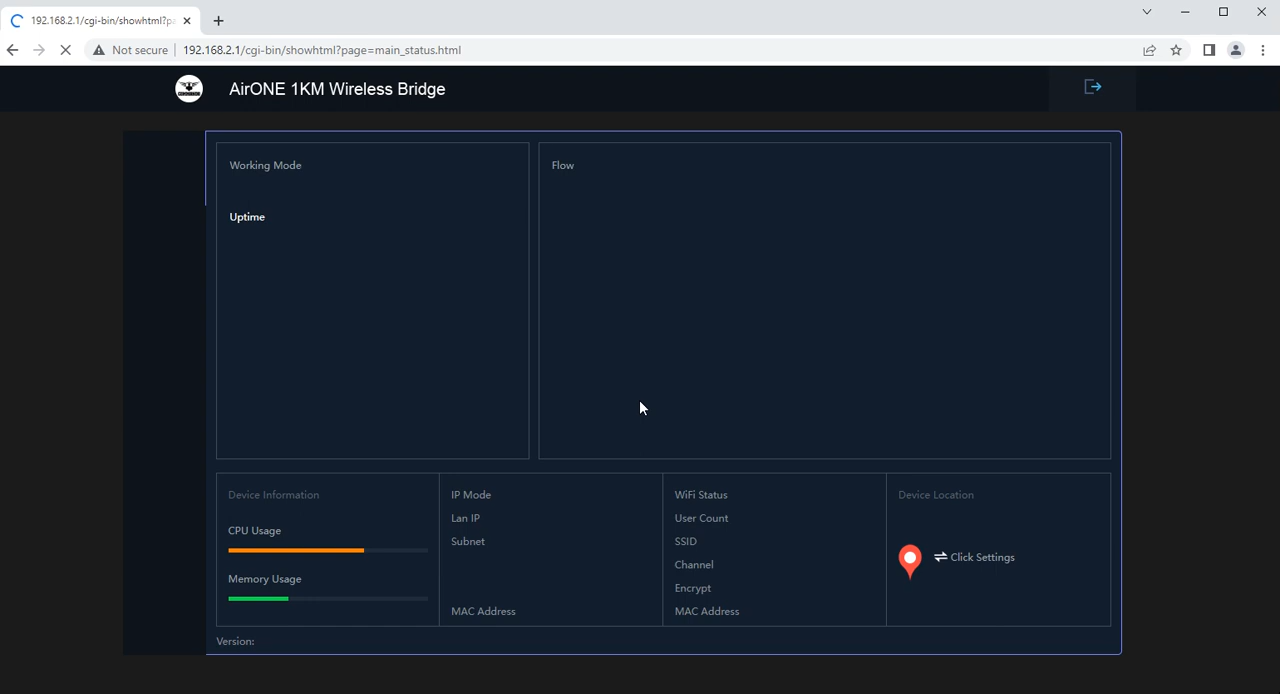 192.168.2.1/cgi-bin/showhtml?pa
Not secure
192.168.2.1/cgi-bin/showhtml?page=main_status.html
AirONE 1KM Wireless Bridge
Working Mode
Uptime
Flow
Device Information
CPU Usage
Memory Usage
IP Mode
Lan IP
Subnet
MAC Address
WiFi Status
User Count
SSID
Channel
Encrypt
MAC Address
Device Location
Click Settings
Version: